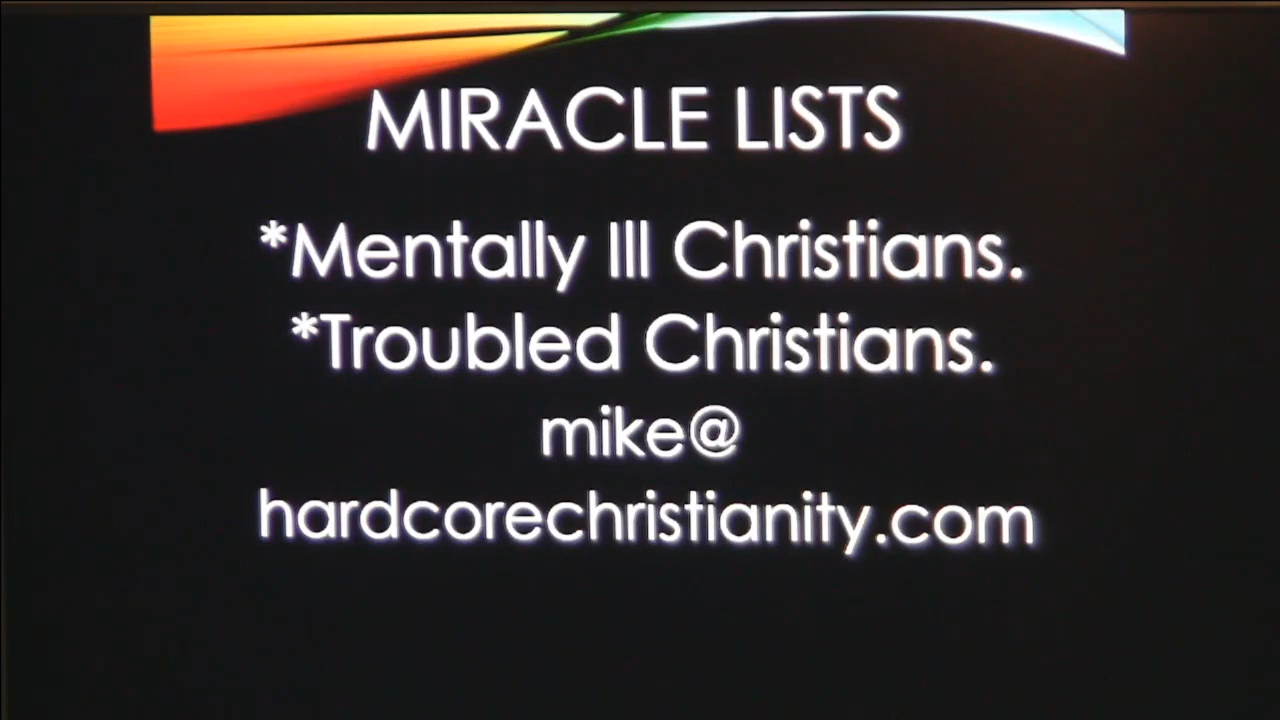 MIRACLE LISTS
*Mentally Ill Christians.
*Troubled Christians.
mike@
hardcorechristianity.com